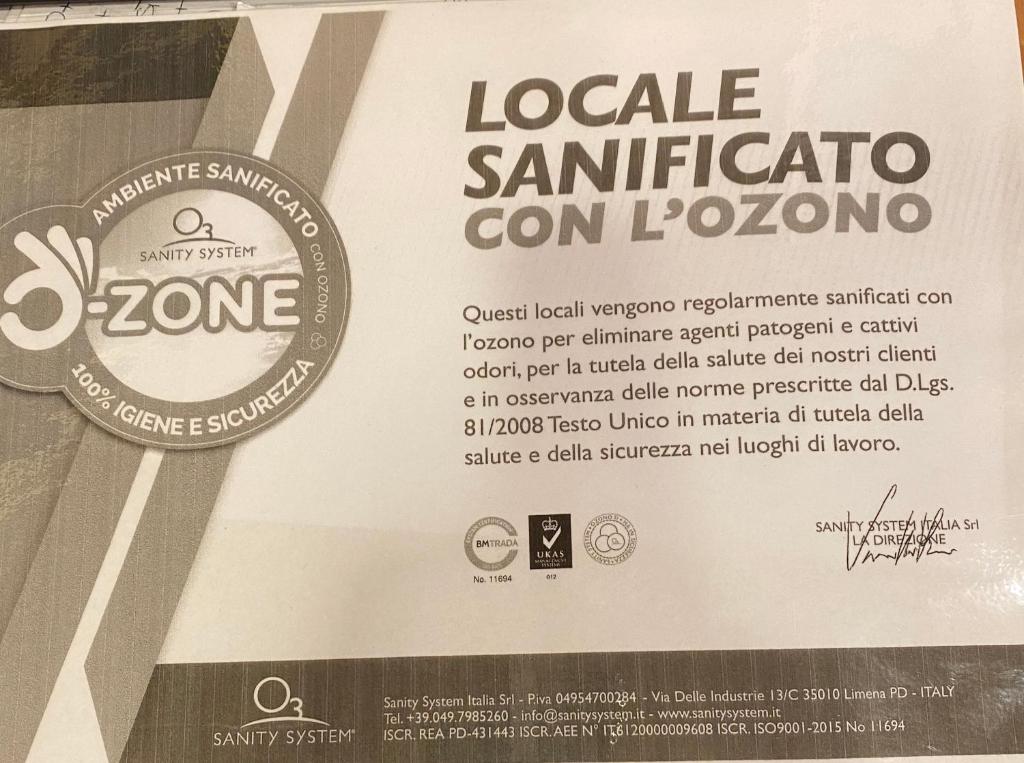 LOCALE
SANIFICATO
CON L'OZONO
AMBIENTE SANIFICATO
CON OZONO
O3
SANITY SYSTEM®
-ZONE
100% IGIENE E SICUREZZA
Questi locali vengono regolarmente sanificati con
l'ozono per eliminare agenti patogeni e cattivi
odori, per la tutela della salute dei nostri clienti
e in osservanza delle norme prescritte dal D.Lgs.
81/2008 Testo Unico in materia di tutela della
salute e della sicurezza nei luoghi di lavoro.
BMTRADA
No. 11694
UKAS
MANAGEMENT
SYSTEMS
012
SANITY SYSTEM ITALIA Srl
LA DIREZIONE
O3
SANITY SYSTEM®
Sanity System Italia Srl - P.iva 04954700284 - Via Delle Industrie 13/C 35010 Limena PD - ITALY
Tel. +39.049.7985260 - info@sanitysystem.it - www.sanitysystem.it
ISCR. REA PD-431443 ISCR. AEE N° IT6120000009608 ISCR. ISO9001-2015 No 11694